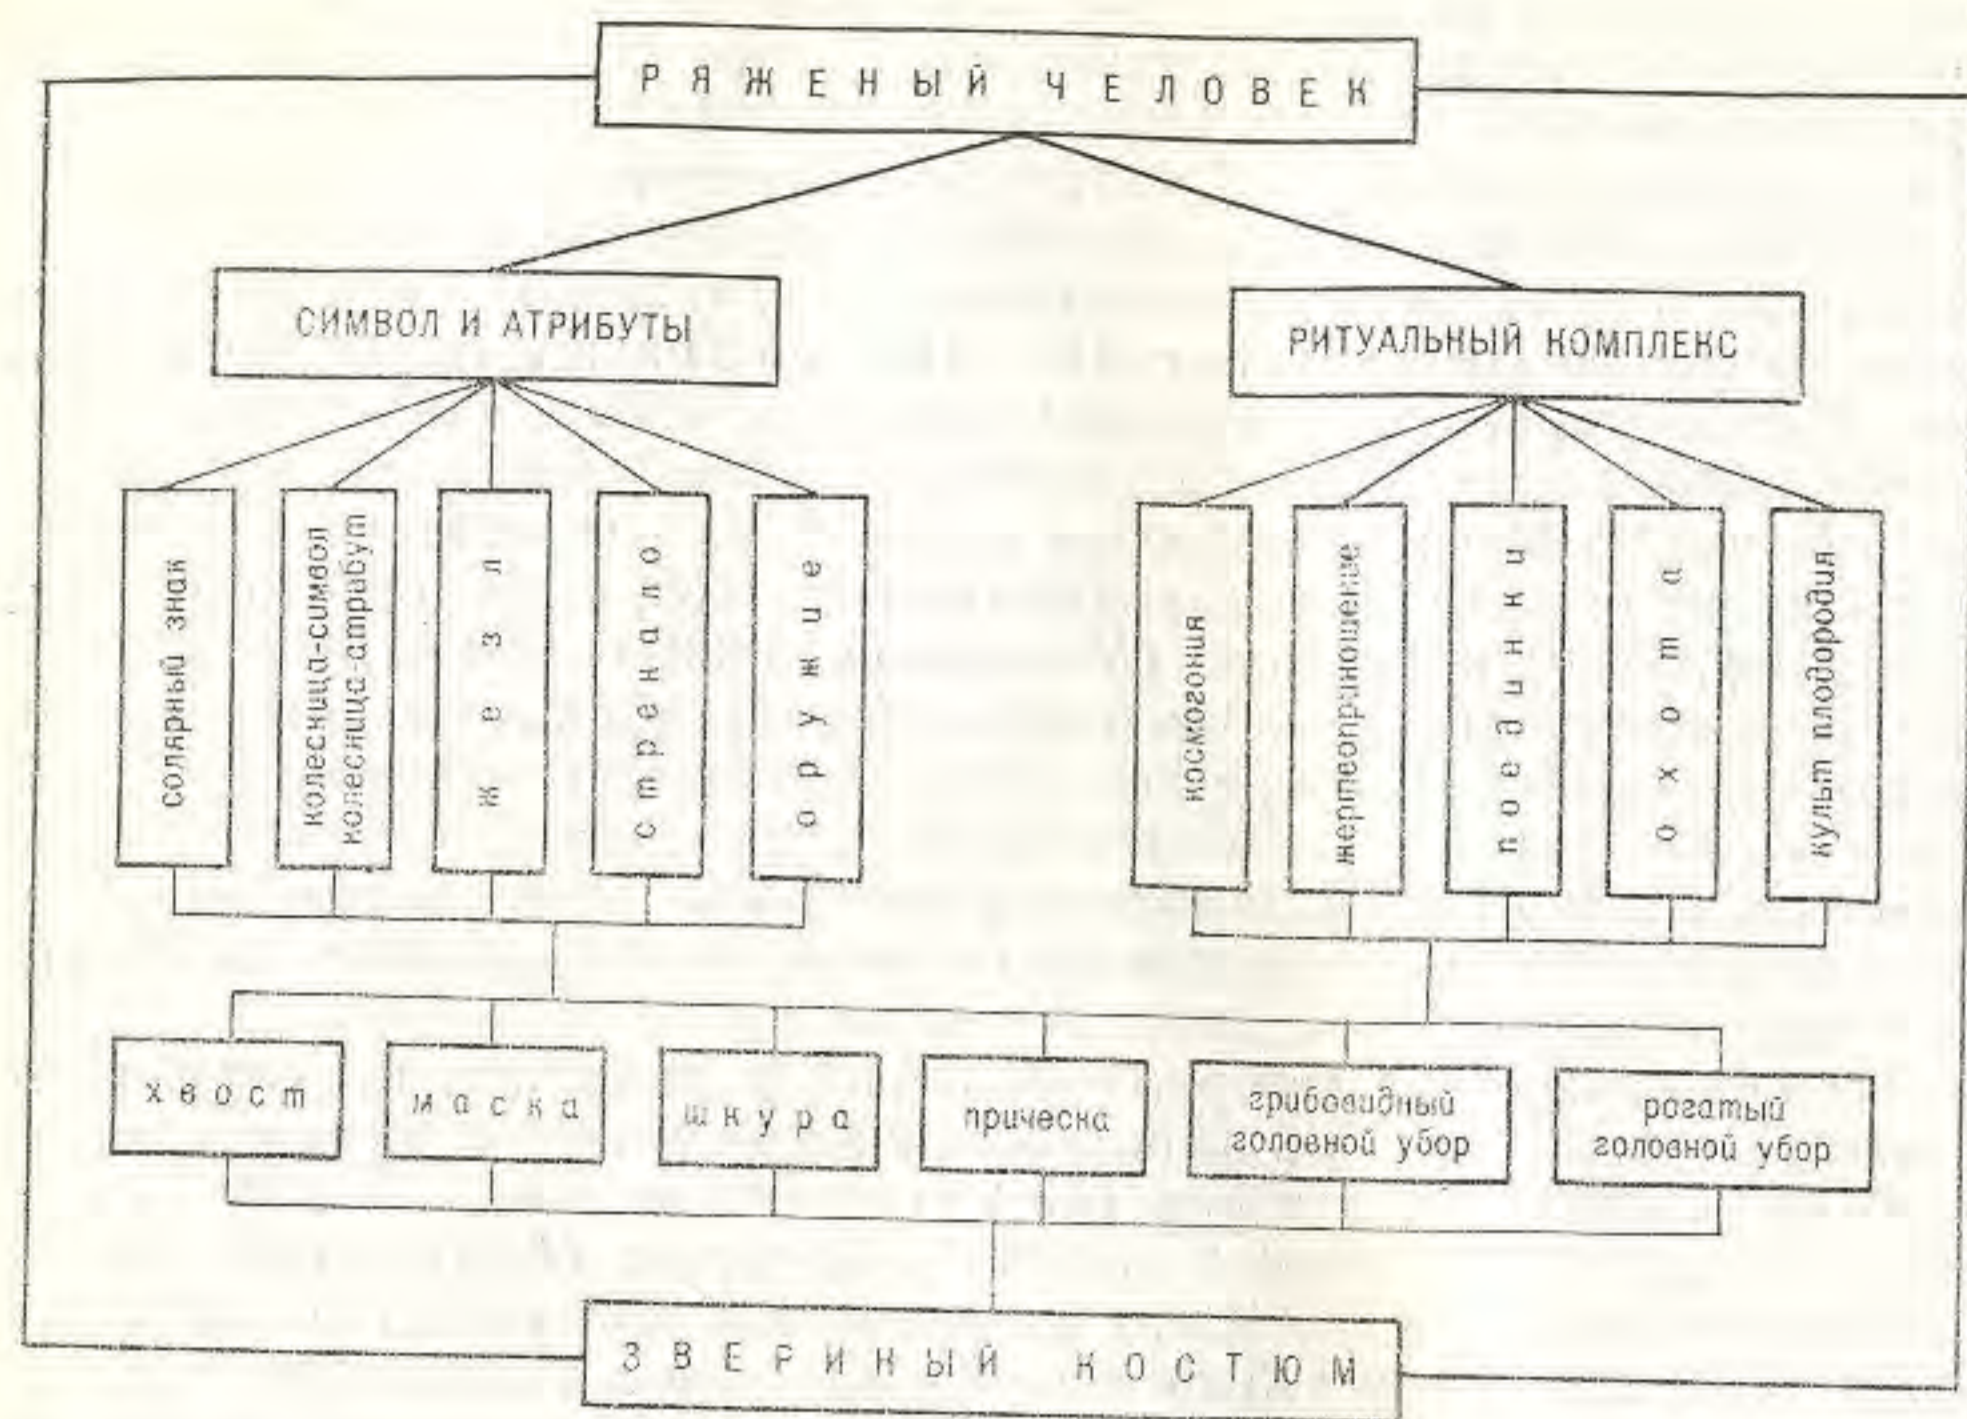 РЯЖЕНЫЙ ЧЕЛОВЕК
СИМВОЛ И АТРИБУТЫ
РИТУАЛЬНЫЙ КОМПЛЕКС
солярный знак
колесница-символ
колесница-атрабут
жезл
стрекало
оружие
космогония
жертвоприношение
поединки
охота
культ плодородия
хвост
маска
шкура
прическа
грибовидный
головной убор
рогатый
головной убор
ЗВЕРИНЫЙ КОСТЮМ